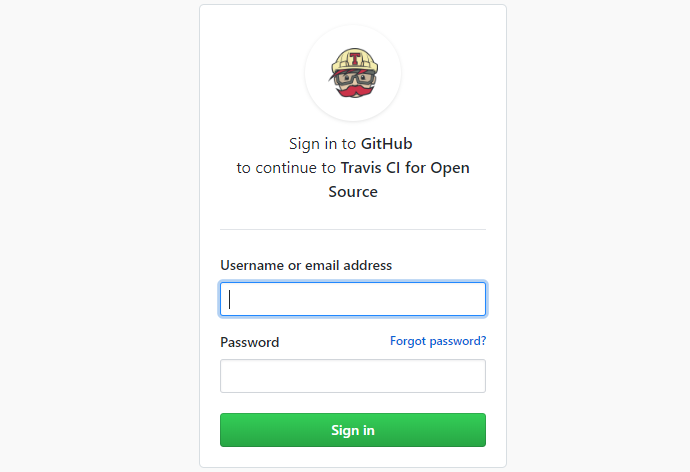 T
Sign in to GitHub
to continue to Travis CI for Open
Source
Username or email address
Password
Forgot password?
Sign in